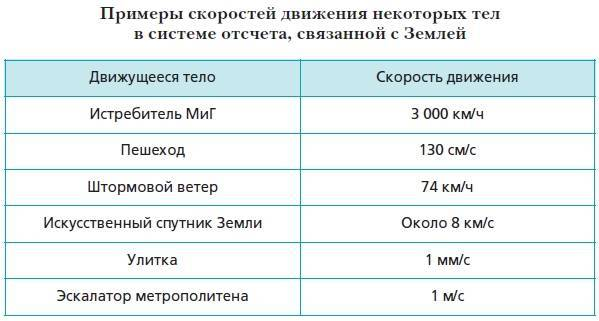 Примеры скоростей движения некоторых тел
в системе отсчета, связанной с Землей
Движущееся тело Скорость движения
Истребитель МиГ 3 000 км/ч
Пешеход 130 см/с
Штормовой ветер 74 км/ч
Искусственный спутник Земли Около 8 км/с
Улитка 1 мм/с
Эскалатор метрополитена 1 м/с